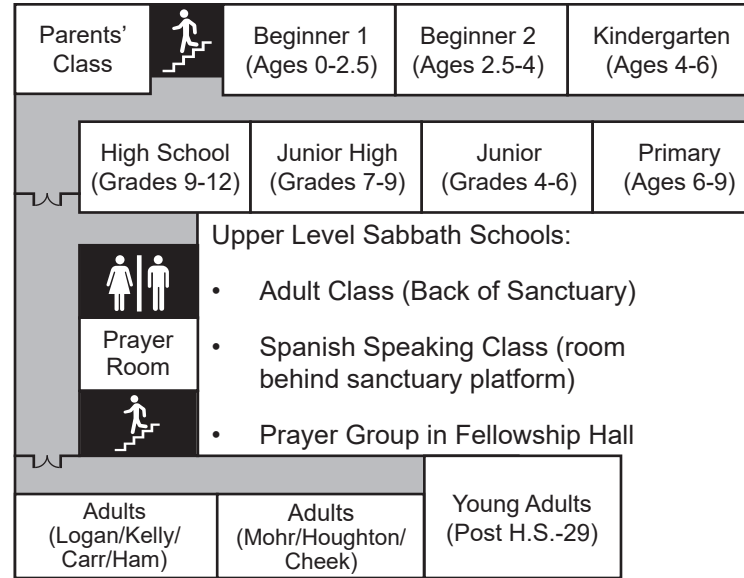 Parents’
Class
Beginner 1
(Ages 0-2.5)
Beginner 2
(Ages 2.5-4)
Kindergarten
(Ages 4-6)
High School
(Grades 9-12)
Junior High
(Grades 7-9)
Junior
(Grades 4-6)
Primary
(Ages 6-9)
Upper Level Sabbath Schools:
• Adult Class (Back of Sanctuary)
• Spanish Speaking Class (room
behind sanctuary platform)
• Prayer Group in Fellowship Hall
Prayer
Room
Adults
(Logan/Kelly/
Carr/Ham)
Adults
(Mohr/Houghton/
Cheek)
Young Adults
(Post H.S.-29)